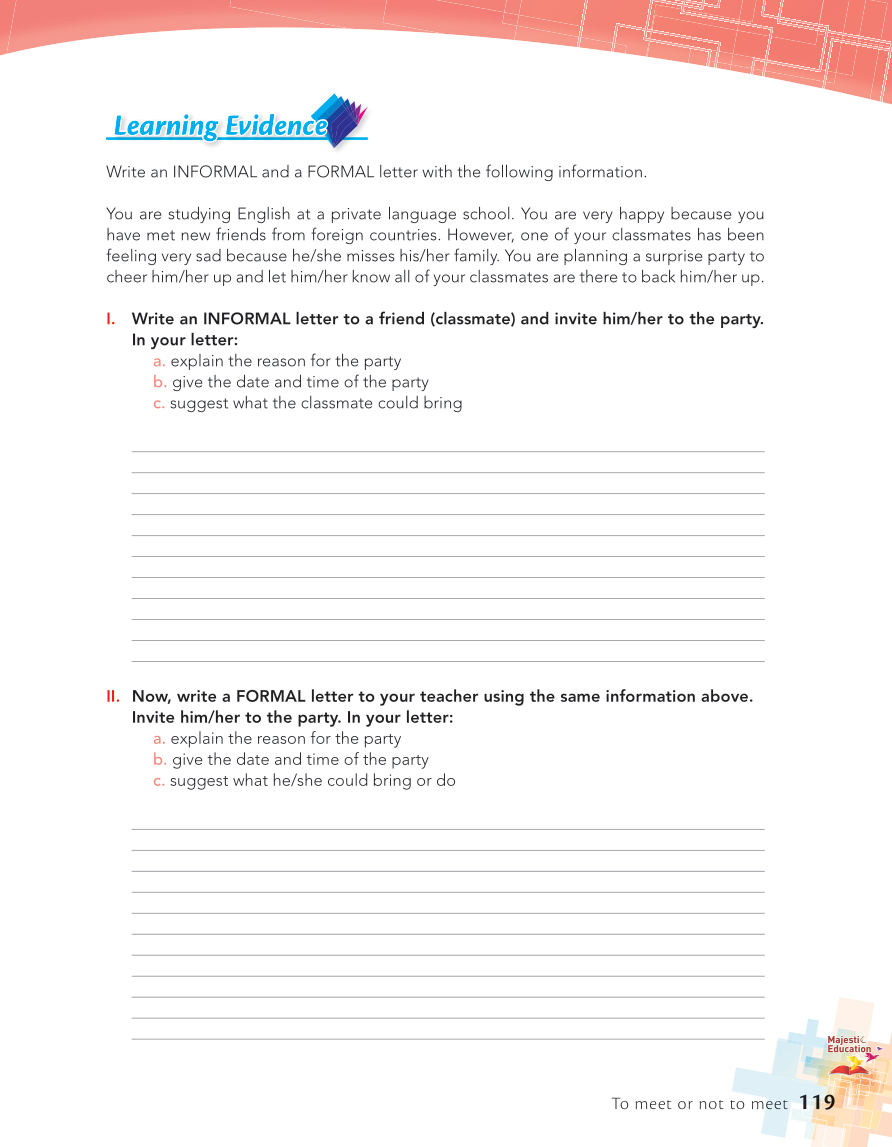 Learning Evidence
Write an INFORMAL and a FORMAL letter with the following information.
You are studying English at a private language school. You are very happy because you
have met new friends from foreign countries. However, one of your classmates has been
feeling very sad because he/she misses his/her family. You are planning a surprise party to
cheer him/her up and let him/her know all of your classmates are there to back him/her up.
I. Write an INFORMAL letter to a friend (classmate) and invite him/her to the party.
In your letter:
a. explain the reason for the party
b. give the date and time of the party
c. suggest what the classmate could bring
II. Now, write a FORMAL letter to your teacher using the same information above.
Invite him/her to the party. In your letter:
a. explain the reason for the party
b. give the date and time of the party
c. suggest what he/she could bring or do
Majestic
Education
To meet or not to meet 119